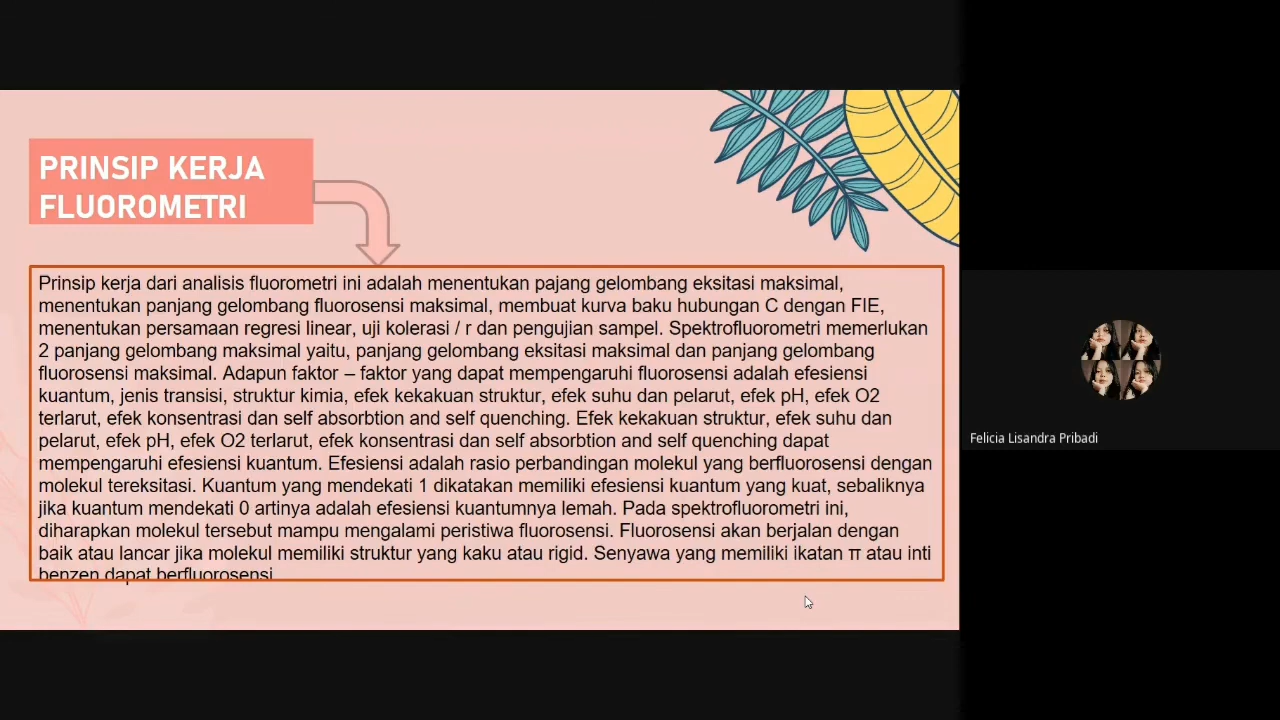 PRINSIP KERJA
FLUOROMETRI
Prinsip kerja dari analisis fluorometri ini adalah menentukan pajang gelombang eksitasi maksimal,
menentukan panjang gelombang fluorosensi maksimal, membuat kurva baku hubungan C dengan FIE,
menentukan persamaan regresi linear, uji kolerasi / r dan pengujian sampel. Spektrofluorometri memerlukan
2 panjang gelombang maksimal yaitu, panjang gelombang eksitasi maksimal dan panjang gelombang
fluorosensi maksimal. Adapun faktor – faktor yang dapat mempengaruhi fluorosensi adalah efesiensi
kuantum, jenis transisi, struktur kimia, efek kekakuan struktur, efek suhu dan pelarut, efek pH, efek O2
terlarut, efek konsentrasi dan self absorbtion and self quenching. Efek kekakuan struktur, efek suhu dan
pelarut, efek pH, efek O2 terlarut, efek konsentrasi dan self absorbtion and self quenching dapat
mempengaruhi efesiensi kuantum. Efesiensi adalah rasio perbandingan molekul yang berfluorosensi dengan
molekul tereksitasi. Kuantum yang mendekati 1 dikatakan memiliki efesiensi kuantum yang kuat, sebaliknya
jika kuantum mendekati 0 artinya adalah efesiensi kuantumnya lemah. Pada spektrofluorometri ini,
diharapkan molekul tersebut mampu mengalami peristiwa fluorosensi. Fluorosensi akan berjalan dengan
baik atau lancar jika molekul memiliki struktur yang kaku atau rigid. Senyawa yang memiliki ikatan π atau inti
benzen dapat berfluorosensi.
Felicia Lisandra Pribadi